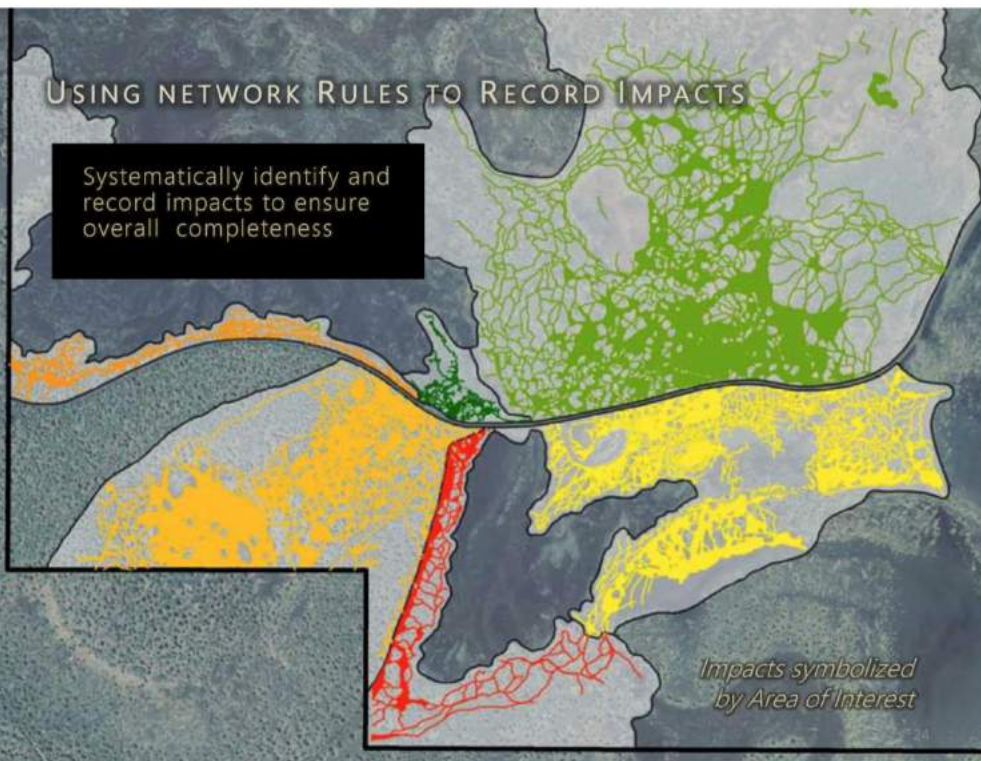 USING NETWORK RULES TO RECORD IMPACTS
Systematically identify and
record impacts to ensure
overall completeness
Impacts symbolized
by Area of Interest
24